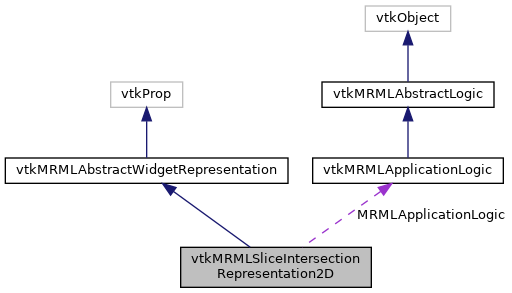 vtkObject
vtkProp
vtkMRMLAbstractLogic
vtkMRMLAbstractWidgetRepresentation
vtkMRMLApplicationLogic
MRMLApplicationLogic
vtkMRMLSliceIntersection
Representation2D